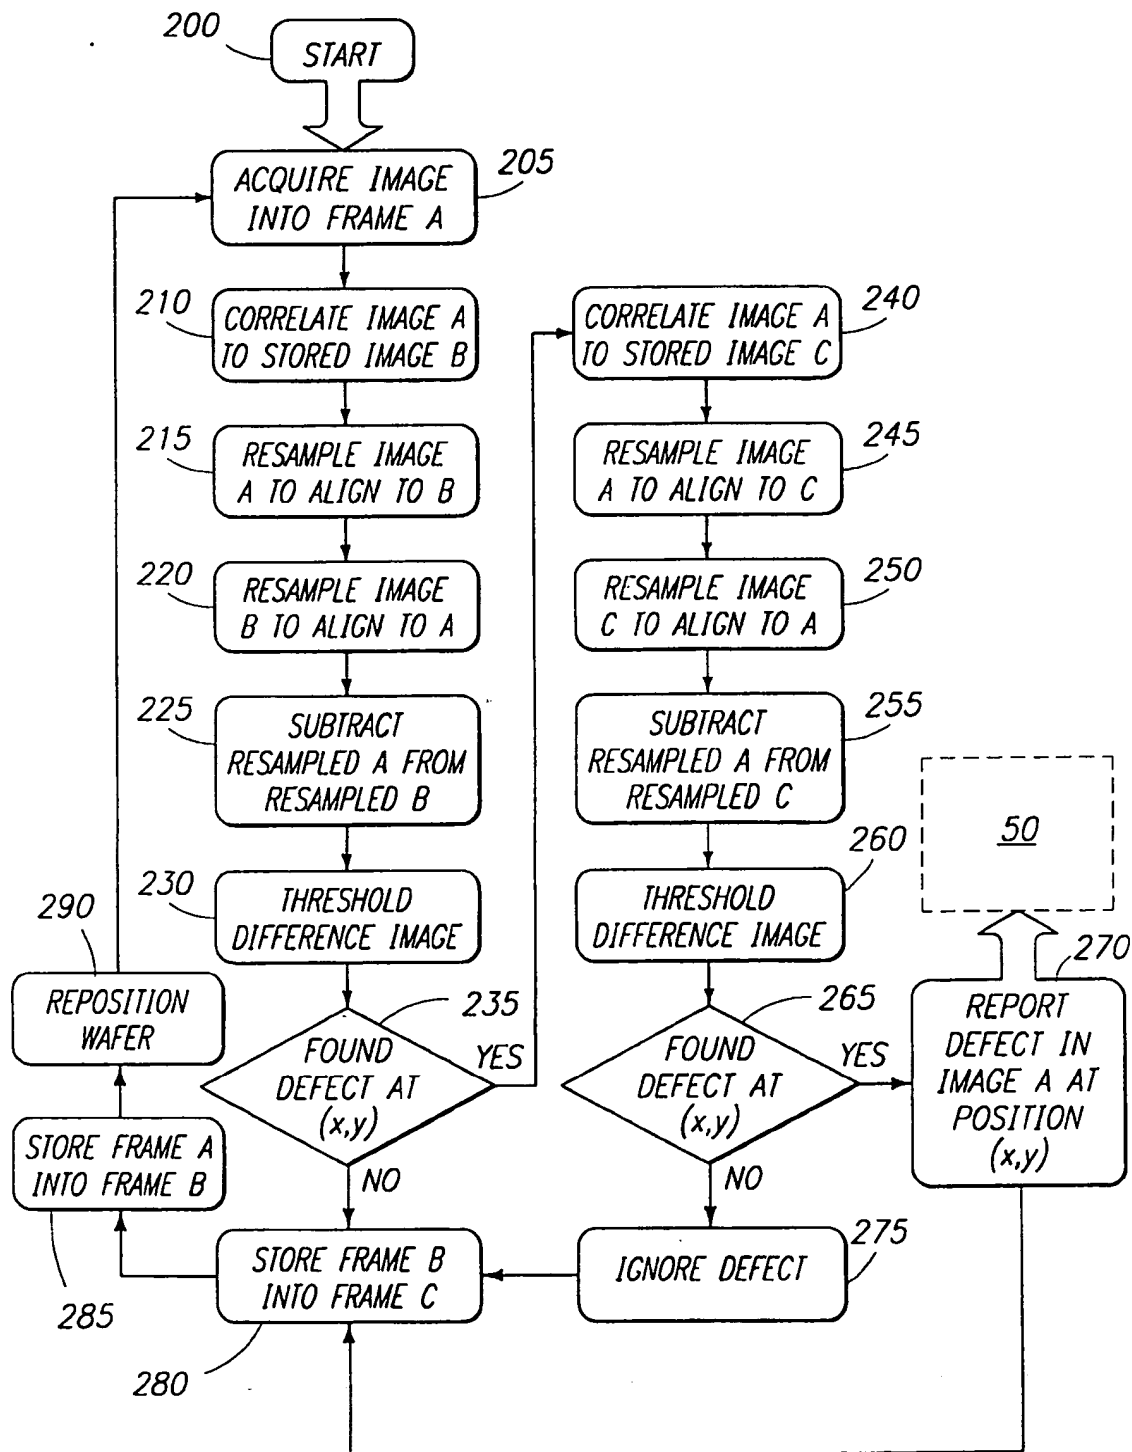 200
START
ACQUIRE IMAGE
INTO FRAME A
205
210
CORRELATE IMAGE A
TO STORED IMAGE B
215
RESAMPLE IMAGE
A TO ALIGN TO B
220
RESAMPLE IMAGE
B TO ALIGN TO A
225
SUBTRACT
RESAMPLED A FROM
RESAMPLED B
230
THRESHOLD
DIFFERENCE IMAGE
235
FOUND
DEFECT AT
(x,y)
YES
NO
240
CORRELATE IMAGE A
TO STORED IMAGE C
245
RESAMPLE IMAGE
A TO ALIGN TO C
250
RESAMPLE IMAGE
C TO ALIGN TO A
255
SUBTRACT
RESAMPLED A FROM
RESAMPLED C
260
THRESHOLD
DIFFERENCE IMAGE
265
FOUND
DEFECT AT
(x,y)
YES
NO
50
270
REPORT
DEFECT IN
IMAGE A AT
POSITION
(x,y)
275
IGNORE DEFECT
STORE FRAME B
INTO FRAME C
280
STORE FRAME A
INTO FRAME B
285
290
REPOSITION
WAFER